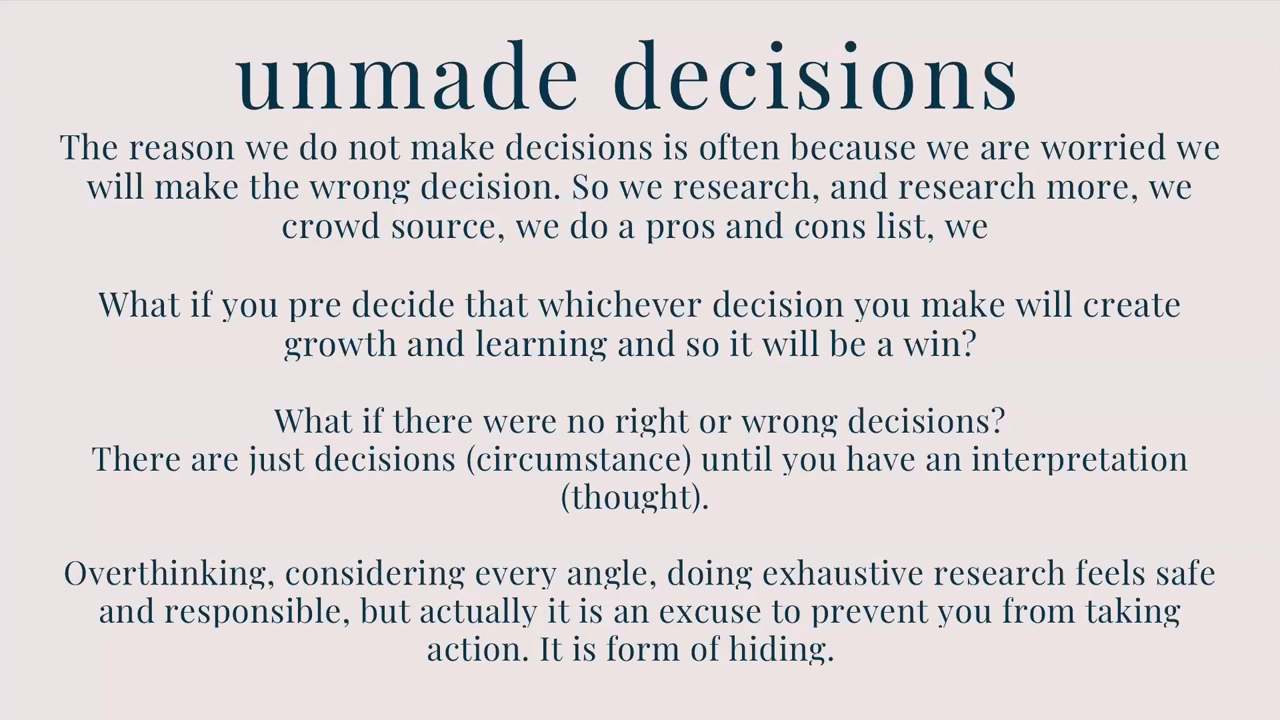 unmade decisions
The reason we do not make decisions is often because we are worried we
will make the wrong decision. So we research, and research more, we
crowd source, we do a pros and cons list, we
What if you pre decide that whichever decision you make will create
growth and learning and so it will be a win?
What if there were no right or wrong decisions?
There are just decisions (circumstance) until you have an interpretation
(thought).
Overthinking, considering every angle, doing exhaustive research feels safe
and responsible, but actually it is an excuse to prevent you from taking
action. It is form of hiding.